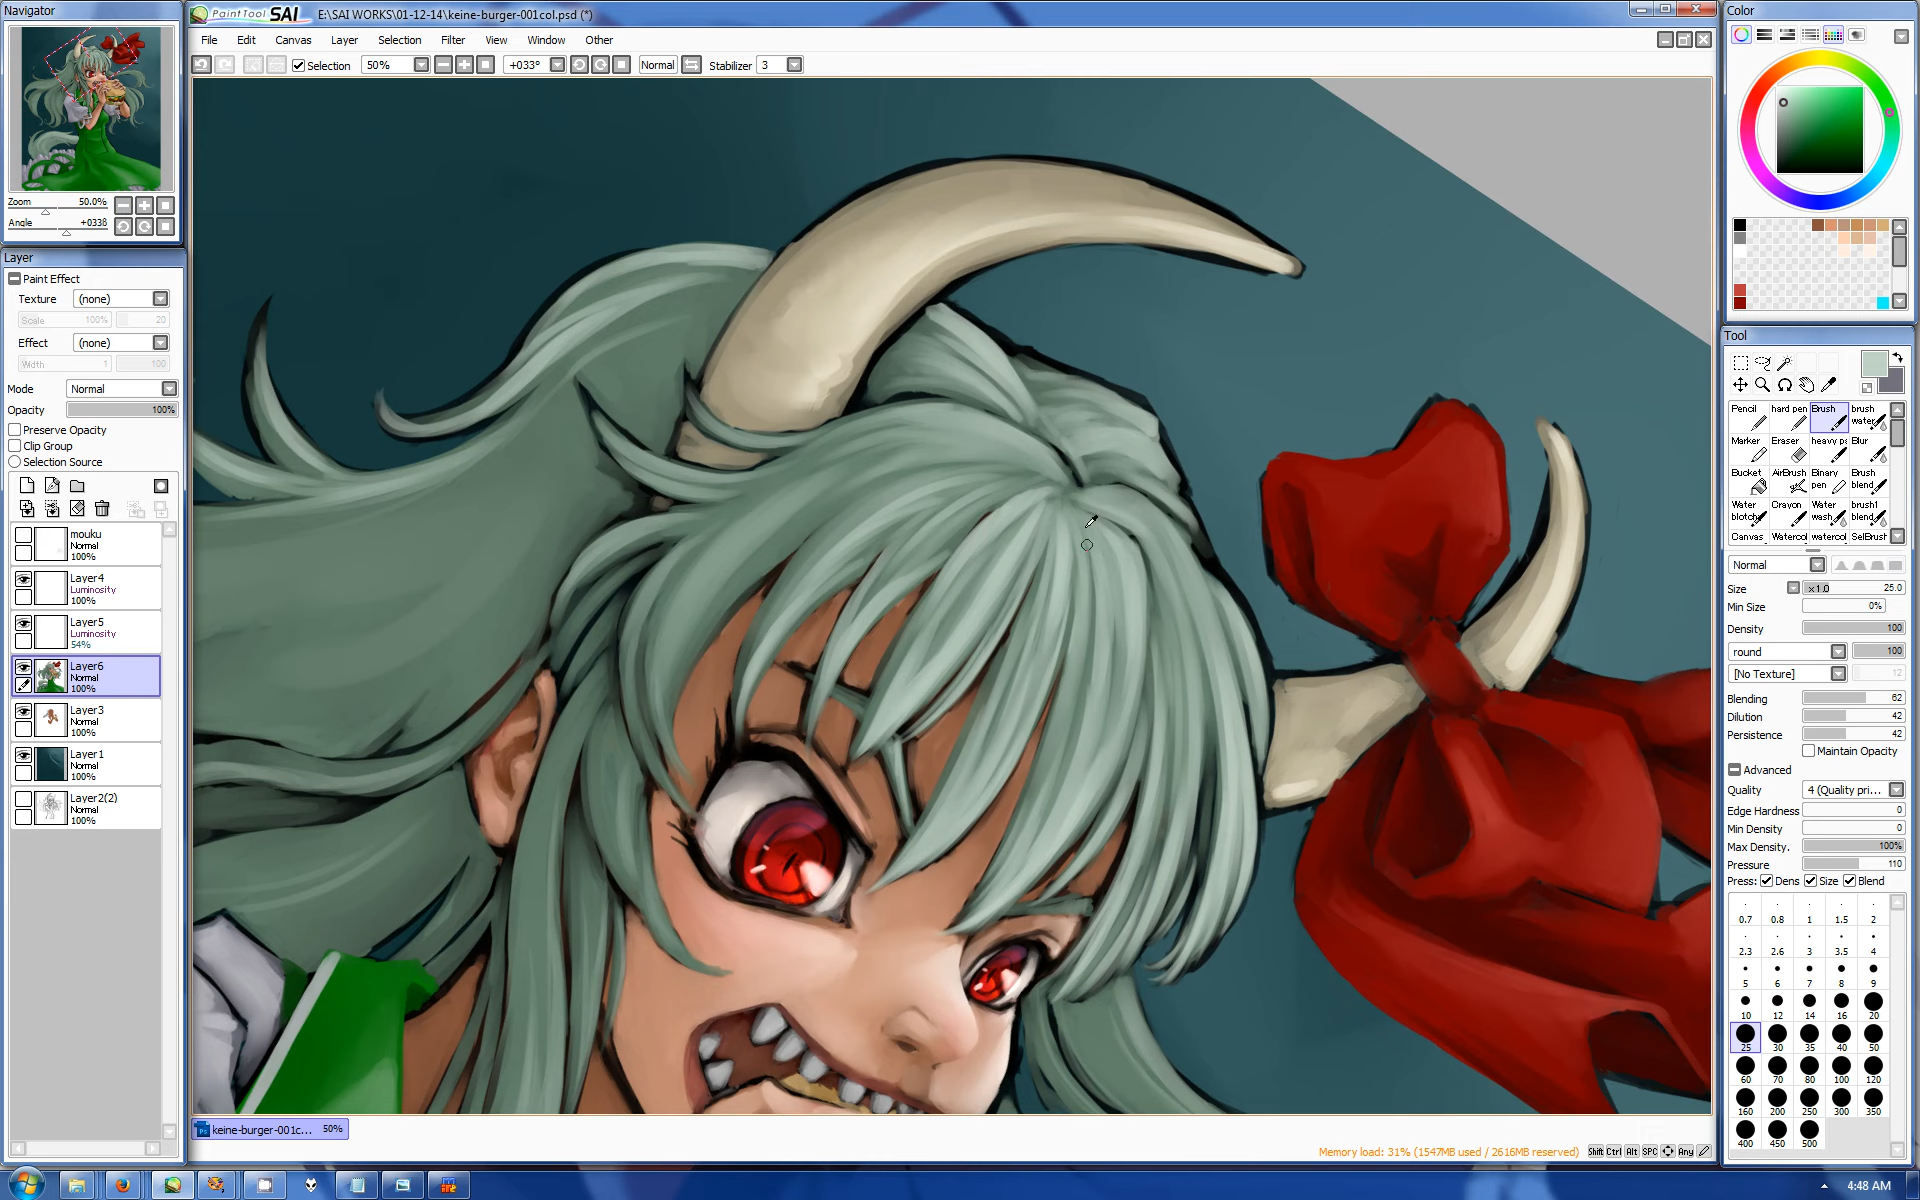 Navigator
PaintTool SAI E:\SAI WORKS\01-12-14\keine-burger-001col.psd (*)
File Edit Canvas Layer Selection Filter View Window Other
Selection 50% +033° Normal Stabilizer 3
Zoom 50.0%
Angle +033ß
Layer
Paint Effect
Texture (none)
Scale 100% 20
Effect (none)
Width 1 100
Mode Normal
Opacity 100%
Preserve Opacity
Clip Group
Selection Source
mouku
Normal
100%
Layer4
Luminosity
100%
Layer5
Luminosity
54%
Layer6
Normal
100%
Layer3
Normal
100%
Layer1
Normal
100%
Layer2(2)
Normal
100%
keine-burger-001c... 50%
Memory load: 31% (1547MB used / 2616MB reserved) Shift Ctrl Alt SPC Any
Color
Tool
Pencil hard pen Brush brush water
Marker Eraser heavy pa Blur
Bucket AirBrush Binary pen Brush blend
Water blotch Crayon Water wash brush1 blend
Canvas Watercol watercol SelBrush
Normal
Size x1.0 25.0
Min Size 0%
Density 100
round 100
[No Texture] 12
Blending 62
Dilution 42
Persistence 42
Maintain Opacity
Advanced
Quality 4 (Quality pri...
Edge Hardness 0
Min Density 0
Max Density. 100%
Pressure 110
Press: Dens Size Blend
0.7 0.8 1 1.5 2
2.3 2.6 3 3.5 4
5 6 7 8 9
10 12 14 16 20
25 30 35 40 50
60 70 80 100 120
160 200 250 300 350
400 450 500
4:48 AM